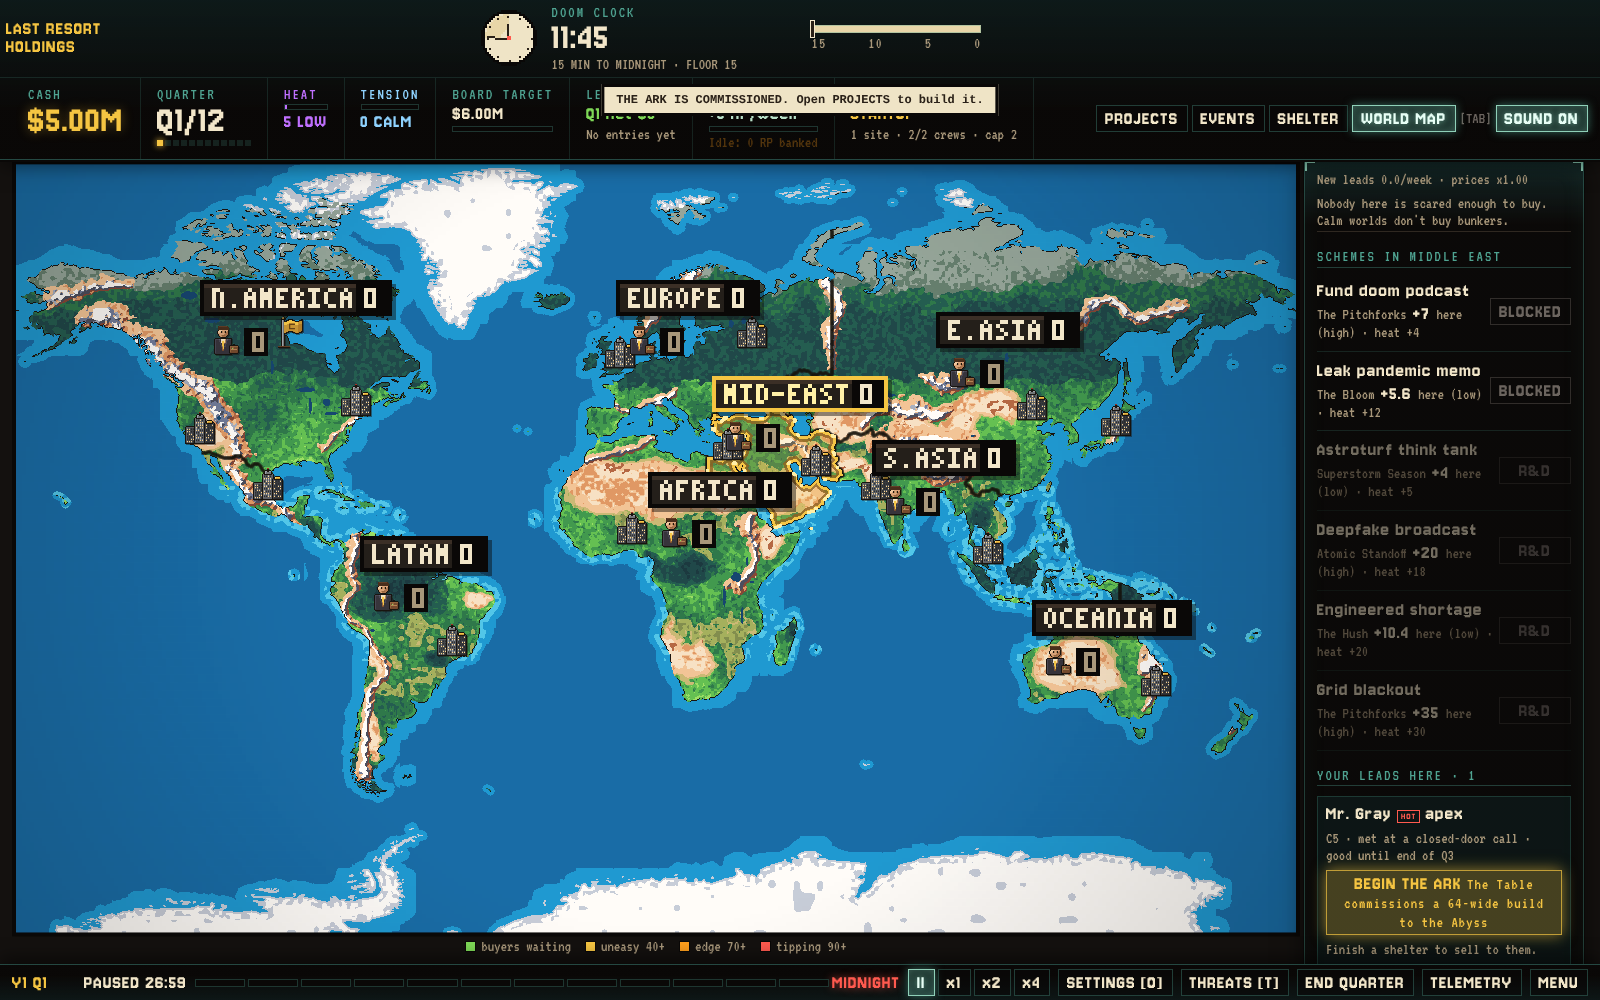 LAST RESORT
HOLDINGS
DOOM CLOCK
11:45
15 MIN TO MIDNIGHT · FLOOR 15
15 10 5 0
CASH
$5.00M
QUARTER
Q1/12
HEAT
5 LOW
TENSION
0 CALM
BOARD TARGET
$6.00M
No entries yet
Idle: 0 RP banked
1 site · 2/2 crews · cap 2
THE ARK IS COMMISSIONED. Open PROJECTS to build it.
PROJECTS
EVENTS
SHELTER
WORLD MAP
[TAB]
SOUND ON
N.AMERICA 0
0
EUROPE 0
0
E.ASIA 0
0
MID-EAST 0
0
S.ASIA 0
0
AFRICA 0
0
LATAM 0
0
OCEANIA 0
0
buyers waiting
uneasy 40+
edge 70+
tipping 90+
New leads 0.0/week · prices x1.00
Nobody here is scared enough to buy.
Calm worlds don't buy bunkers.
SCHEMES IN MIDDLE EAST
Fund doom podcast
The Pitchforks +7 here
(high) · heat +4
BLOCKED
Leak pandemic memo
The Bloom +5.6 here (low)
· heat +12
BLOCKED
Astroturf think tank
Superstorm Season +4 here
(low) · heat +5
R&D
Deepfake broadcast
Atomic Standoff +20 here
(high) · heat +18
R&D
Engineered shortage
The Hush +10.4 here (low) ·
heat +20
R&D
Grid blackout
The Pitchforks +35 here
(high) · heat +30
R&D
YOUR LEADS HERE · 1
Mr. Gray HOT apex
C5 · met at a closed-door call ·
good until end of Q3
BEGIN THE ARK The Table
commissions a 64-wide build
to the Abyss
Finish a shelter to sell to them.
Y1 Q1
PAUSED 26:59
MIDNIGHT
II
x1
x2
x4
SETTINGS [O]
THREATS [T]
END QUARTER
TELEMETRY
MENU